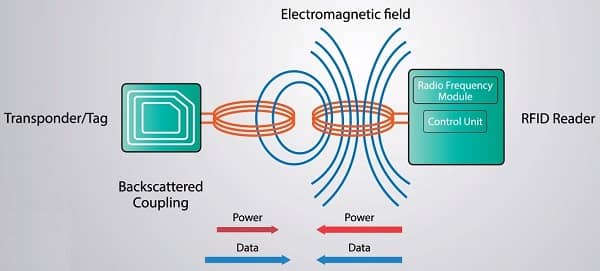 Electromagnetic field
Transponder/Tag
Radio Frequency
Module
Control Unit
RFID Reader
Backscattered
Coupling
Power
Power
Data
Data